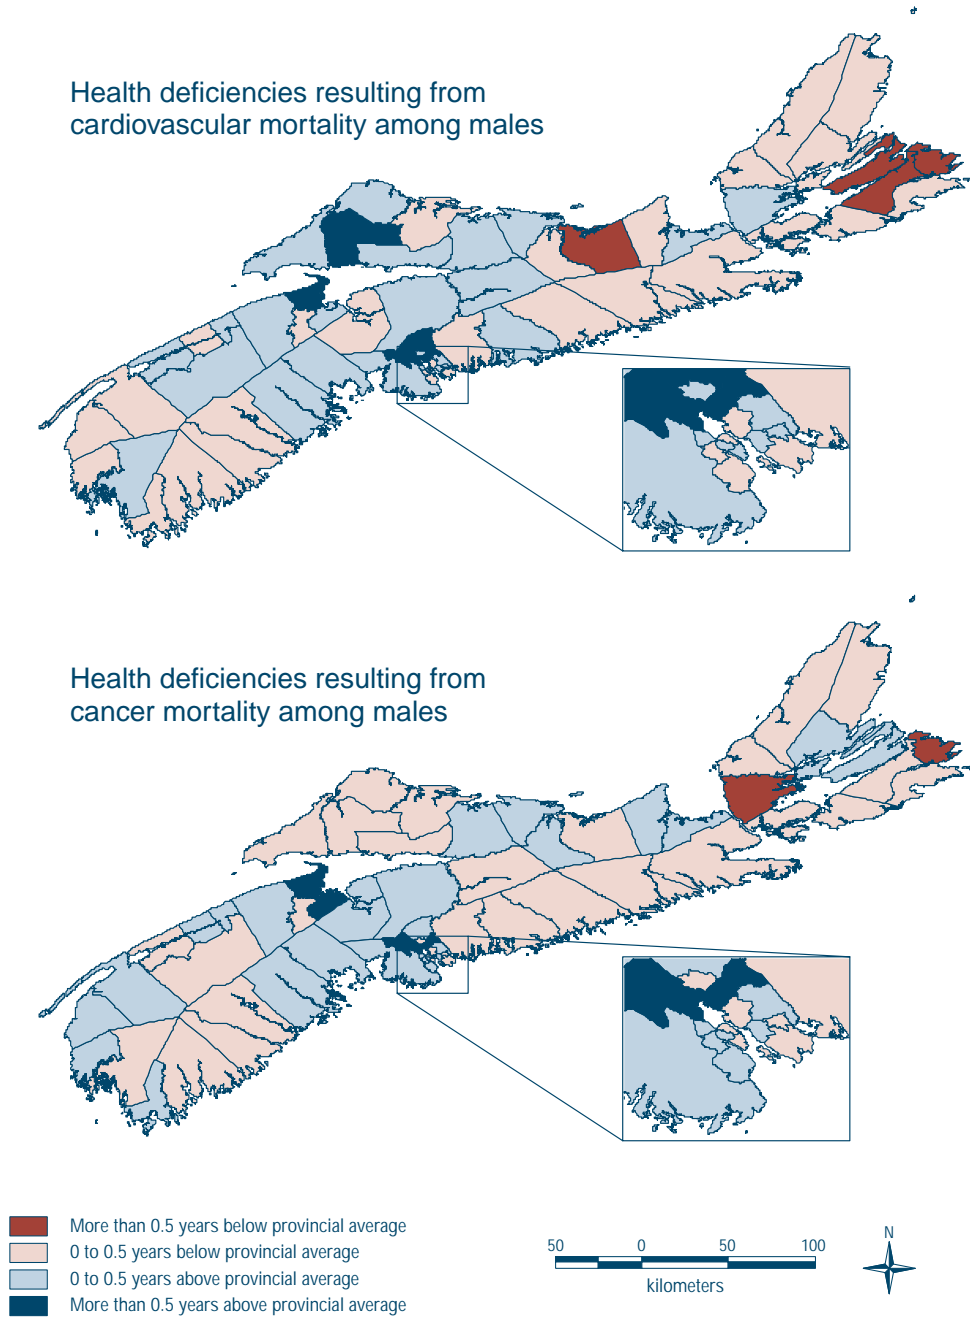 Health deficiencies resulting from
cardiovascular mortality among males
Health deficiencies resulting from
cancer mortality among males
More than 0.5 years below provincial average
0 to 0.5 years below provincial average
0 to 0.5 years above provincial average
More than 0.5 years above provincial average
50 0 50 100
kilometers
N